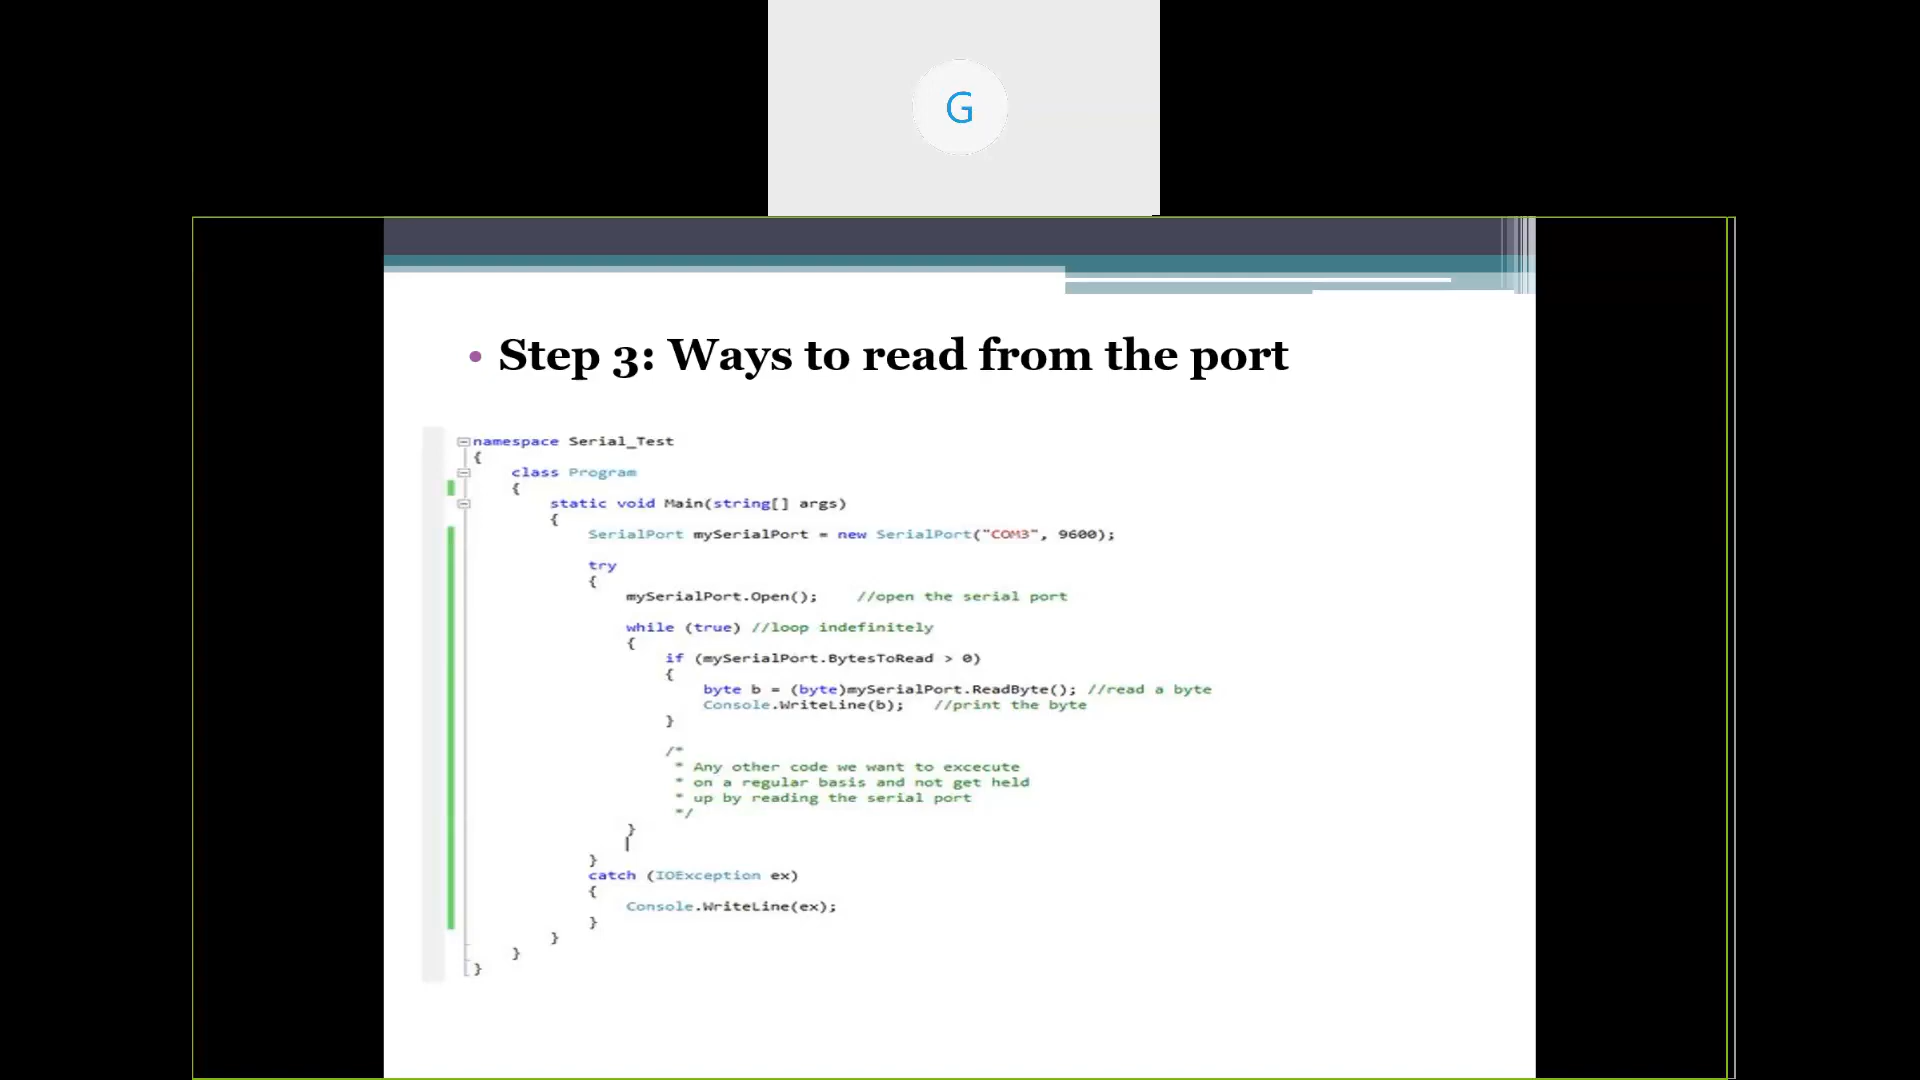 G
• Step 3: Ways to read from the port
namespace Serial_Test
{
class Program
{
static void Main(string[] args)
{
SerialPort mySerialPort = new SerialPort("COM3", 9600);
try
{
mySerialPort.Open(); //open the serial port
while (true) //loop indefinitely
{
if (mySerialPort.BytesToRead > 0)
{
byte b = (byte)mySerialPort.ReadByte(); //read a byte
Console.WriteLine(b); //print the byte
}
/*
* Any other code we want to excecute
* on a regular basis and not get held
* up by reading the serial port
*/
}
}
catch (IOException ex)
{
Console.WriteLine(ex);
}
}
}
}